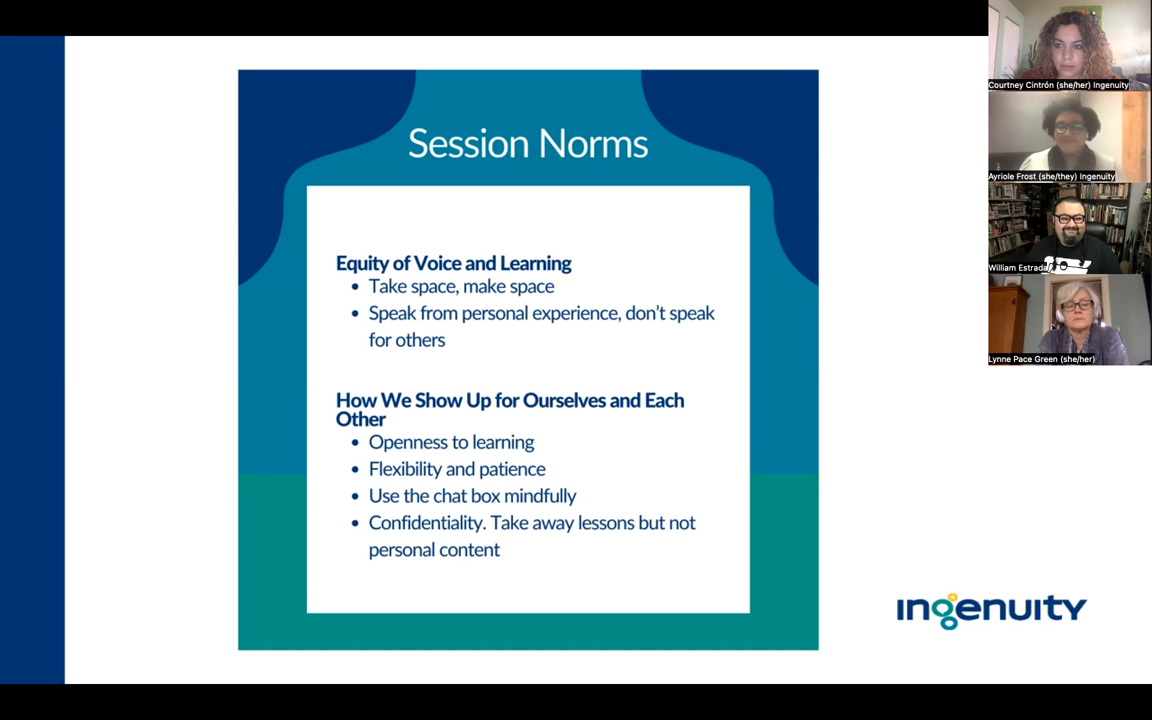 Session Norms
Equity of Voice and Learning
• Take space, make space
• Speak from personal experience, don't speak
for others
How We Show Up for Ourselves and Each
Other
• Openness to learning
• Flexibility and patience
• Use the chat box mindfully
• Confidentiality. Take away lessons but not
personal content
ingenuity
Courtney Cintrón (she/her) Ingenuity
Ayriole Frost (she/they) Ingenuity
William Estrada
Lynne Pace Green (she/her)